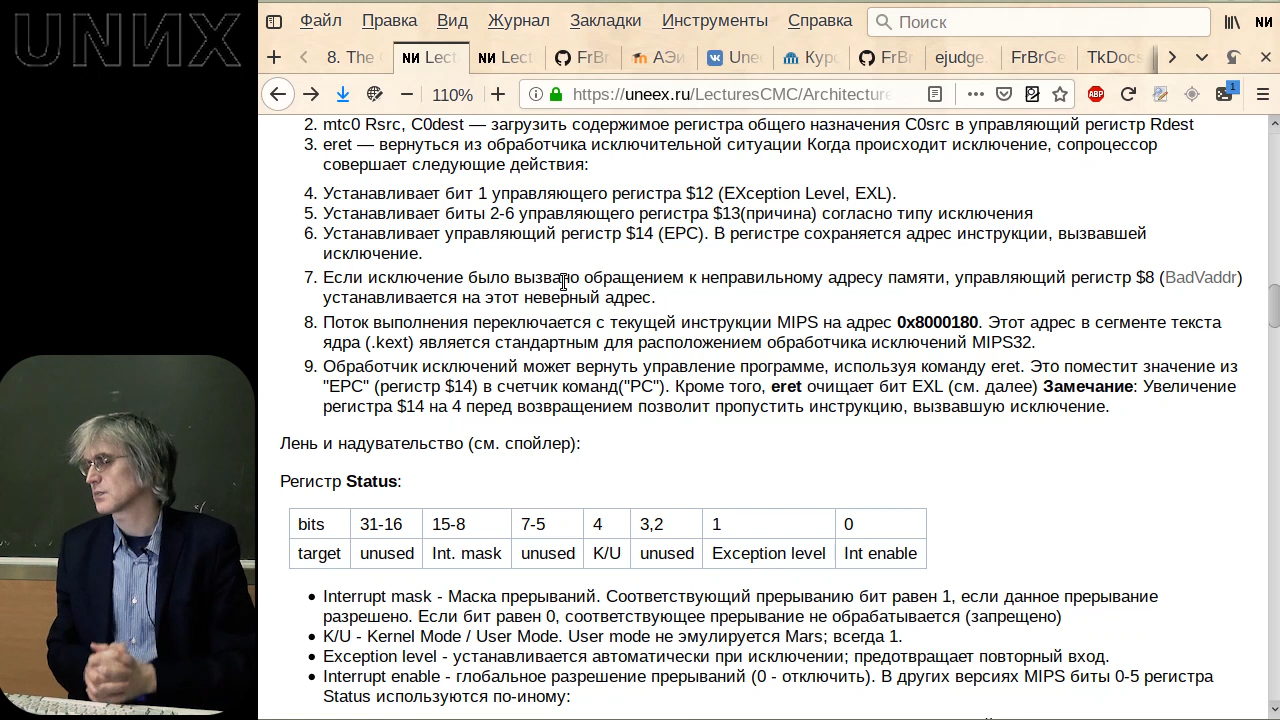 UNИX
Файл Правка Вид Журнал Закладки Инструменты Справка Поиск NИ
8. The NИ Lect NИ Lect FrBr АЭи Unee Курс FrBr ejudge. FrBrGe TkDocs
110% https://uneex.ru/LecturesCMC/Architecture ABP 1
2. mtc0 Rsrc, C0dest — загрузить содержимое регистра общего назначения C0src в управляющий регистр Rdest
3. eret — вернуться из обработчика исключительной ситуации Когда происходит исключение, сопроцессор
совершает следующие действия:
4. Устанавливает бит 1 управляющего регистра $12 (EXception Level, EXL).
5. Устанавливает биты 2-6 управляющего регистра $13(причина) согласно типу исключения
6. Устанавливает управляющий регистр $14 (EPC). В регистре сохраняется адрес инструкции, вызвавшей
исключение.
7. Если исключение было вызвано обращением к неправильному адресу памяти, управляющий регистр $8 (BadVaddr)
устанавливается на этот неверный адрес.
8. Поток выполнения переключается с текущей инструкции MIPS на адрес 0x8000180. Этот адрес в сегменте текста
ядра (.kext) является стандартным для расположением обработчика исключений MIPS32.
9. Обработчик исключений может вернуть управление программе, используя команду eret. Это поместит значение из
"EPC" (регистр $14) в счетчик команд("PC"). Кроме того, eret очищает бит EXL (см. далее) Замечание: Увеличение
регистра $14 на 4 перед возвращением позволит пропустить инструкцию, вызвавшую исключение.
Лень и надувательство (см. спойлер):
Регистр Status:
bits 31-16 15-8 7-5 4 3,2 1 0
target unused Int. mask unused K/U unused Exception level Int enable
Interrupt mask - Маска прерываний. Соответствующий прерыванию бит равен 1, если данное прерывание
разрешено. Если бит равен 0, соответствующее прерывание не обрабатывается (запрещено)
K/U - Kernel Mode / User Mode. User mode не эмулируется Mars; всегда 1.
Exception level - устанавливается автоматически при исключении; предотвращает повторный вход.
Interrupt enable - глобальное разрешение прерываний (0 - отключить). В других версиях MIPS биты 0-5 регистра
Status используются по-иному: